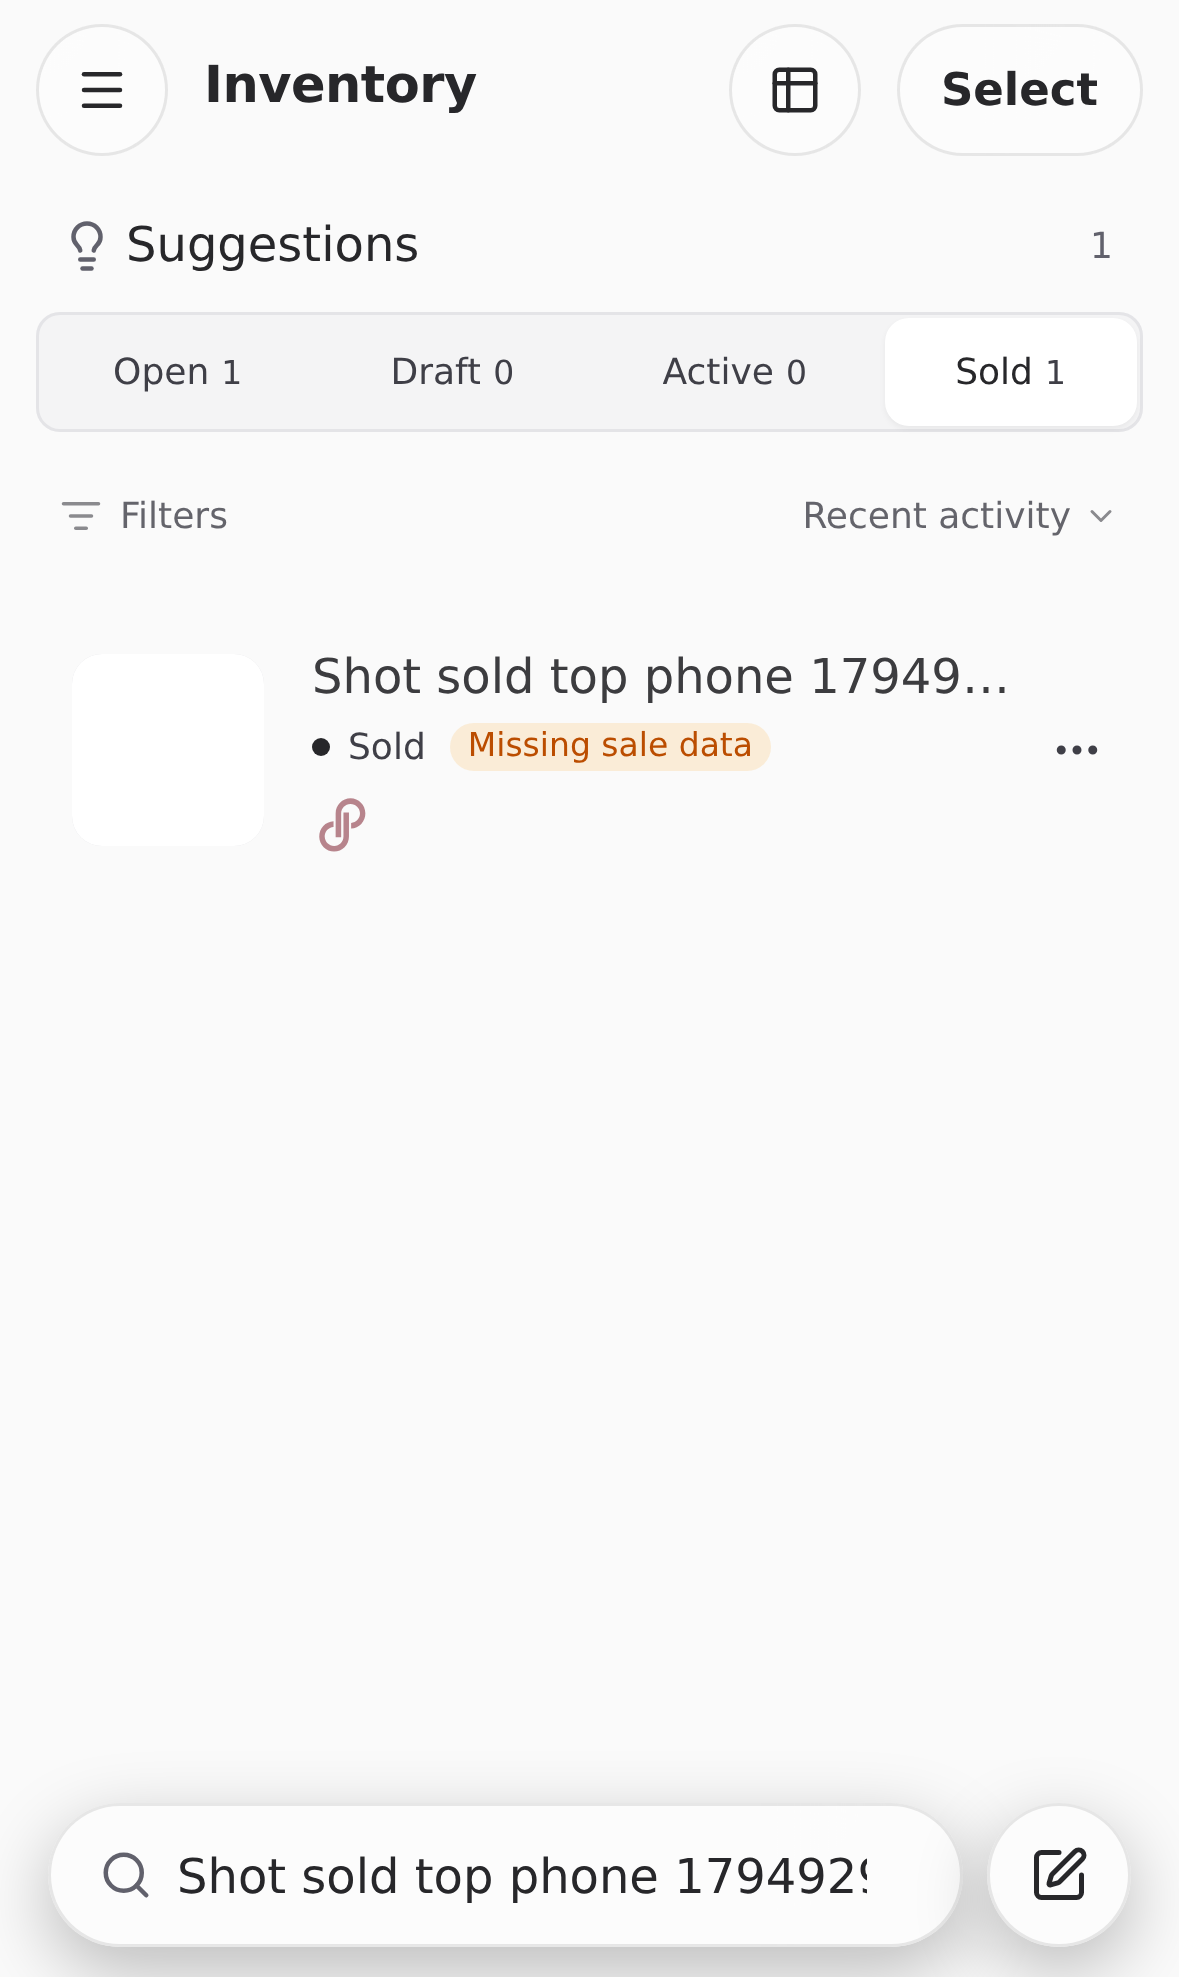 Inventory
Select
Suggestions
1
Open 1
Draft 0
Active 0
Sold 1
Filters
Recent activity
Shot sold top phone 17949...
Sold
Missing sale data
Shot sold top phone 179492